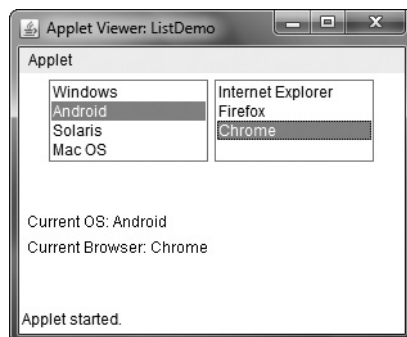 Applet Viewer: ListDemo
Applet
Windows
Android
Solaris
Mac OS
Internet Explorer
Firefox
Chrome
Current OS: Android
Current Browser: Chrome
Applet started.